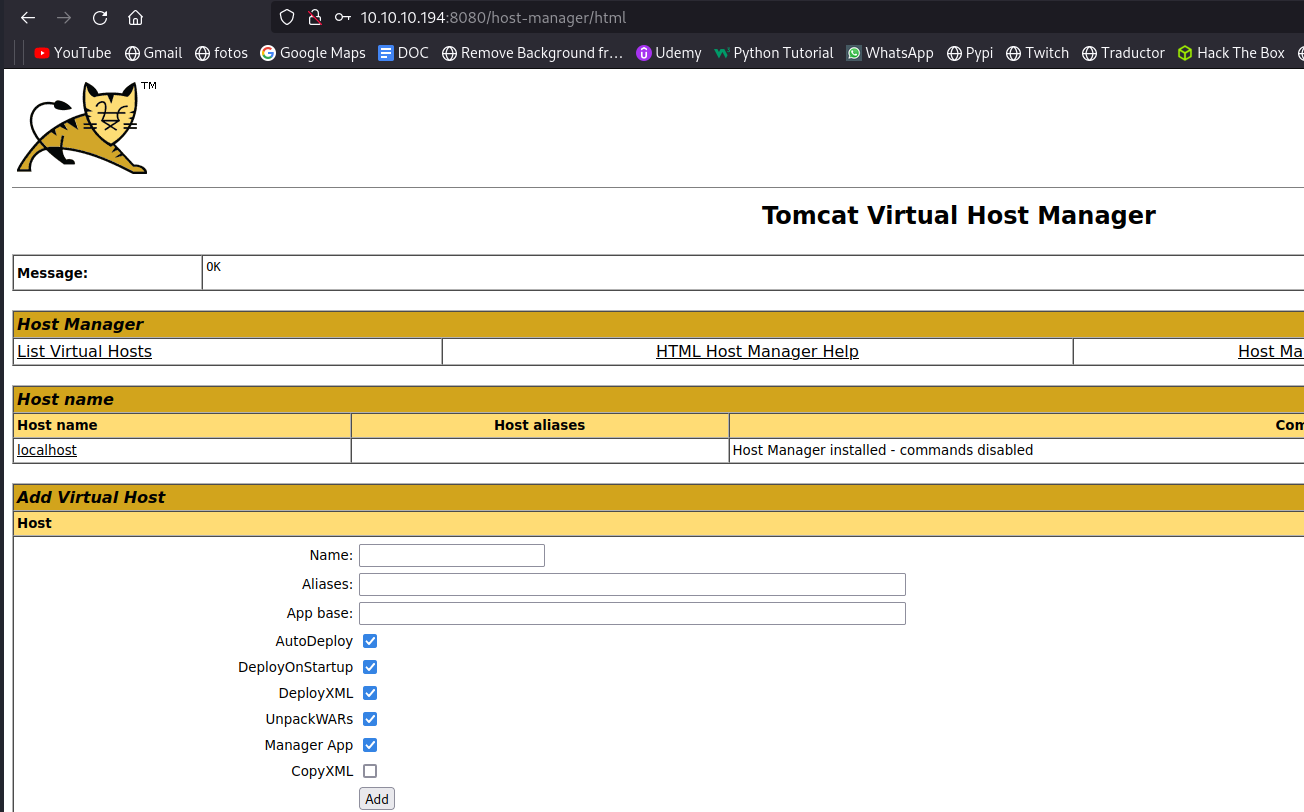 10.10.10.194:8080/host-manager/html
YouTube Gmail fotos Google Maps DOC Remove Background fr… Udemy Python Tutorial WhatsApp Pypi Twitch Traductor Hack The Box
TM
Tomcat Virtual Host Manager
Message: OK
Host Manager
List Virtual Hosts HTML Host Manager Help Host Ma
Host name
Host name Host aliases Com
localhost Host Manager installed - commands disabled
Add Virtual Host
Host
Name:
Aliases:
App base:
AutoDeploy
DeployOnStartup
DeployXML
UnpackWARs
Manager App
CopyXML
Add